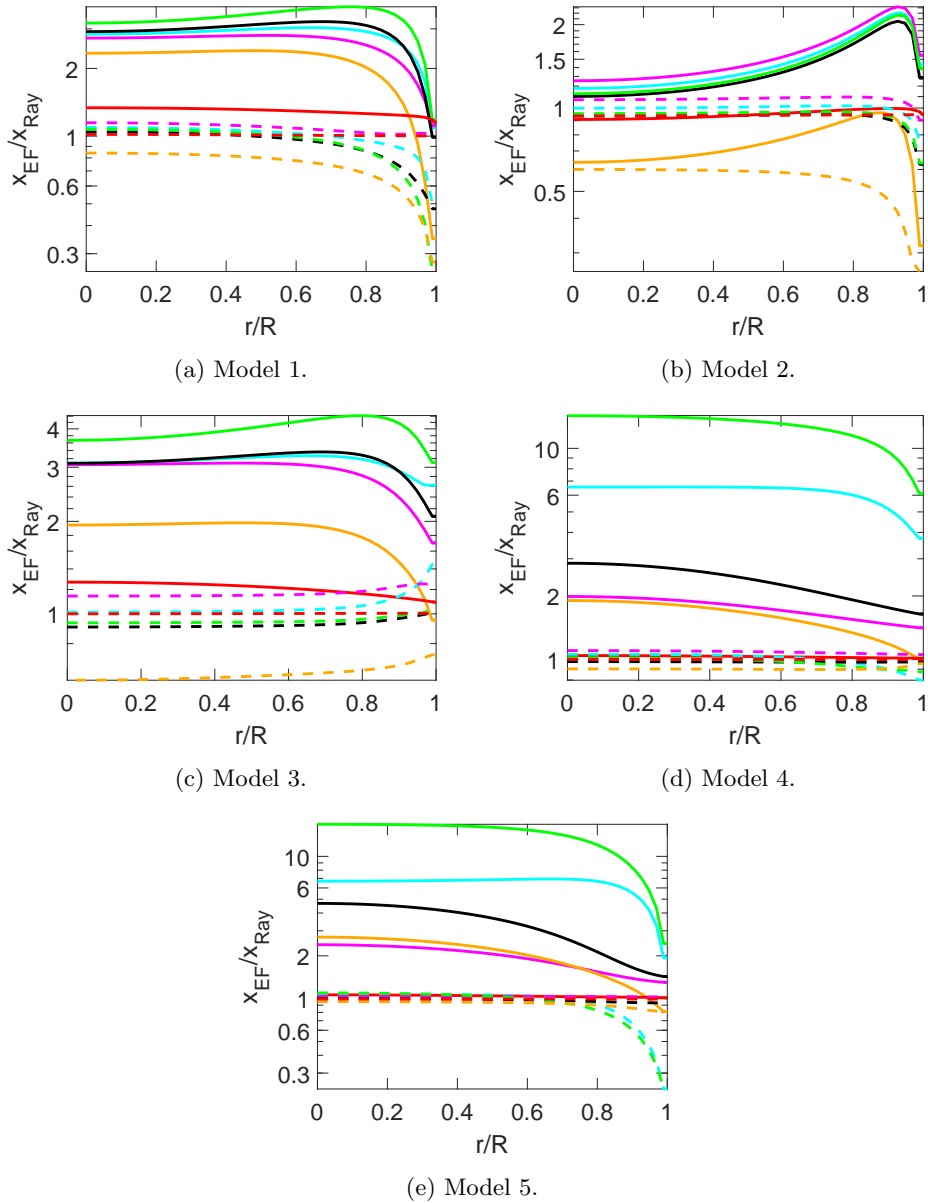 x_EF/x_Ray
2
1
0.6
0.3
0 0.2 0.4 0.6 0.8 1
r/R
(a) Model 1.
x_EF/x_Ray
2
1.5
1
0.5
0 0.2 0.4 0.6 0.8 1
r/R
(b) Model 2.
x_EF/x_Ray
4
3
2
1
0 0.2 0.4 0.6 0.8 1
r/R
(c) Model 3.
x_EF/x_Ray
10
6
2
1
0 0.2 0.4 0.6 0.8 1
r/R
(d) Model 4.
x_EF/x_Ray
10
6
2
1
0.6
0.3
0 0.2 0.4 0.6 0.8 1
r/R
(e) Model 5.